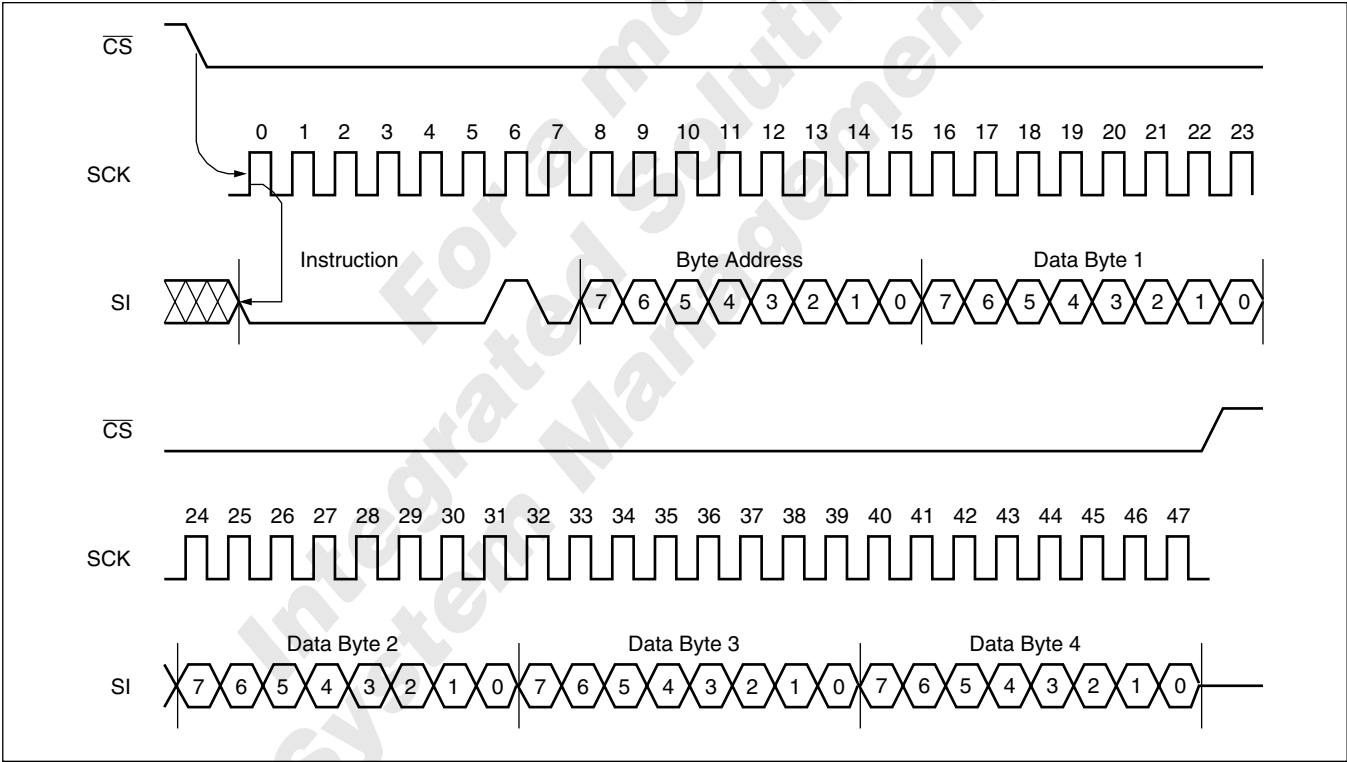 CS
0 1 2 3 4 5 6 7 8 9 10 11 12 13 14 15 16 17 18 19 20 21 22 23
SCK
Instruction Byte Address Data Byte 1
SI 7 6 5 4 3 2 1 0 7 6 5 4 3 2 1 0
CS
24 25 26 27 28 29 30 31 32 33 34 35 36 37 38 39 40 41 42 43 44 45 46 47
SCK
Data Byte 2 Data Byte 3 Data Byte 4
SI 7 6 5 4 3 2 1 0 7 6 5 4 3 2 1 0 7 6 5 4 3 2 1 0
For a
Integrated Solut
System Management